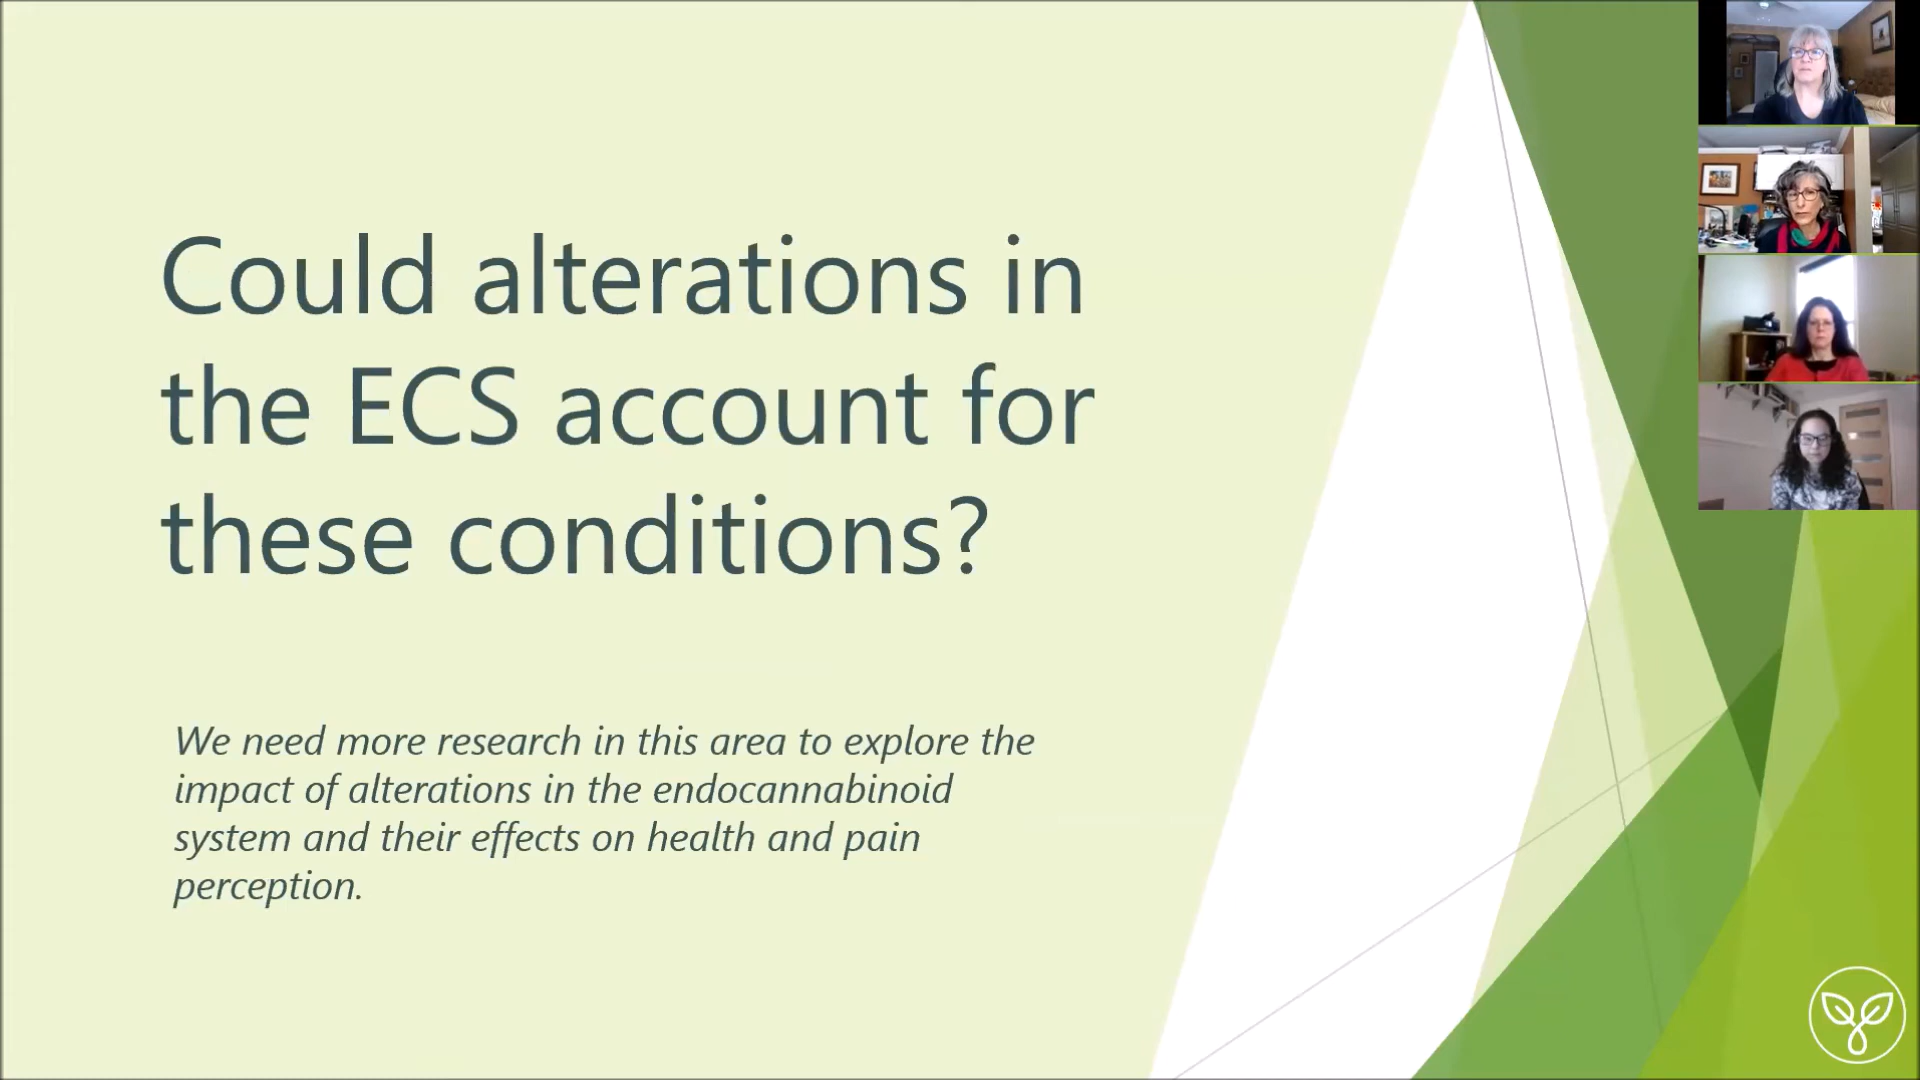 Could alterations in
the ECS account for
these conditions?
We need more research in this area to explore the
impact of alterations in the endocannabinoid
system and their effects on health and pain
perception.